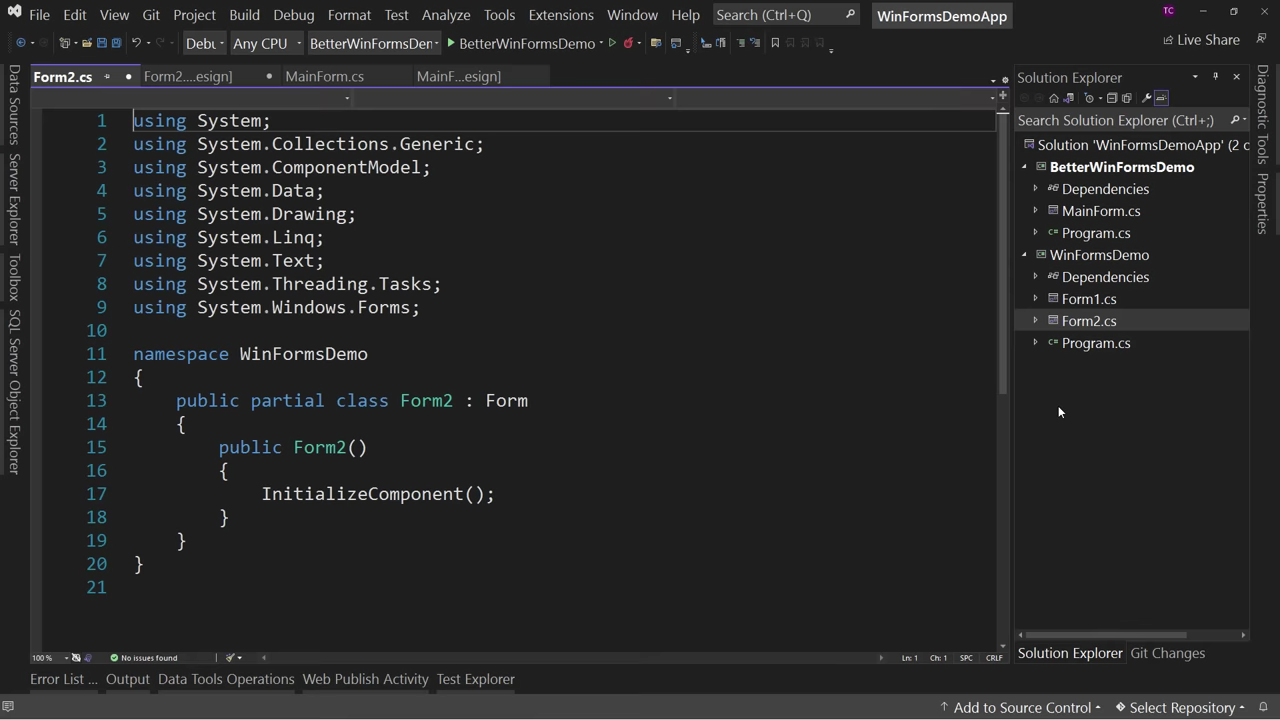 File Edit View Git Project Build Debug Format Test Analyze Tools Extensions Window Help Search (Ctrl+Q) WinFormsDemoApp TC
Debu Any CPU BetterWinFormsDer BetterWinFormsDemo Live Share
Form2.cs Form2....esign] MainForm.cs MainF...esign]
Data Sources
Server Explorer
Toolbox
SQL Server Object Explorer
1 using System;
2 using System.Collections.Generic;
3 using System.ComponentModel;
4 using System.Data;
5 using System.Drawing;
6 using System.Linq;
7 using System.Text;
8 using System.Threading.Tasks;
9 using System.Windows.Forms;
10
11 namespace WinFormsDemo
12 {
13 public partial class Form2 : Form
14 {
15 public Form2()
16 {
17 InitializeComponent();
18 }
19 }
20 }
21
100 % No issues found Ln: 1 Ch: 1 SPC CRLF
Solution Explorer
Search Solution Explorer (Ctrl+;)
Solution 'WinFormsDemoApp' (2 o
BetterWinFormsDemo
Dependencies
MainForm.cs
C# Program.cs
WinFormsDemo
Dependencies
Form1.cs
Form2.cs
C# Program.cs
Solution Explorer Git Changes
Diagnostic Tools
Properties
Error List ... Output Data Tools Operations Web Publish Activity Test Explorer
Add to Source Control Select Repository